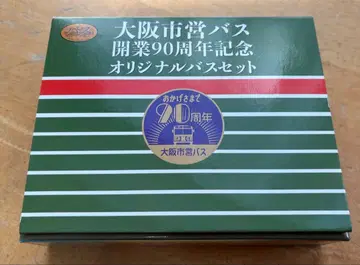 大阪市営バス
開業90周年記念
オリジナルバスセット
おかげさまで
90周年
大阪市営バス